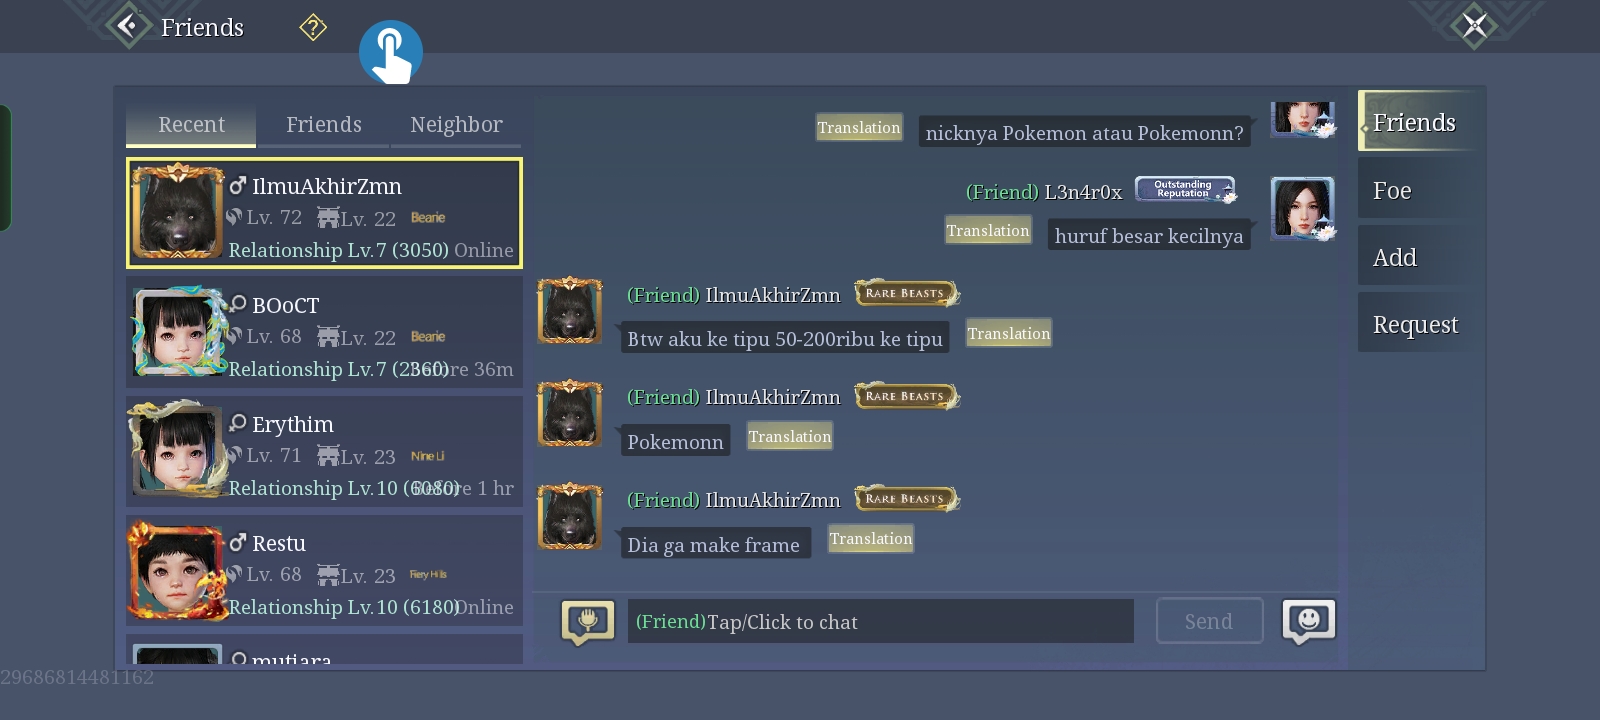 Friends
?
Recent
Friends
Neighbor
IlmuAkhirZmn
Lv. 72 Lv. 22 Bearie
Relationship Lv.7 (3050) Online
BOoCT
Lv. 68 Lv. 22 Bearie
Relationship Lv.7 (2360) Before 36m
Erythim
Lv. 71 Lv. 23 Nine Li
Relationship Lv.10 (6080) Before 1 hr
Restu
Lv. 68 Lv. 23 Fiery Hills
Relationship Lv.10 (6180) Online
mutiara
Translation nicknya Pokemon atau Pokemonn?
(Friend) L3n4r0x Outstanding Reputation
Translation huruf besar kecilnya
(Friend) IlmuAkhirZmn RARE BEASTS
Btw aku ke tipu 50-200ribu ke tipu Translation
(Friend) IlmuAkhirZmn RARE BEASTS
Pokemonn Translation
(Friend) IlmuAkhirZmn RARE BEASTS
Dia ga make frame Translation
(Friend)Tap/Click to chat
Send
Friends
Foe
Add
Request
29686814481162